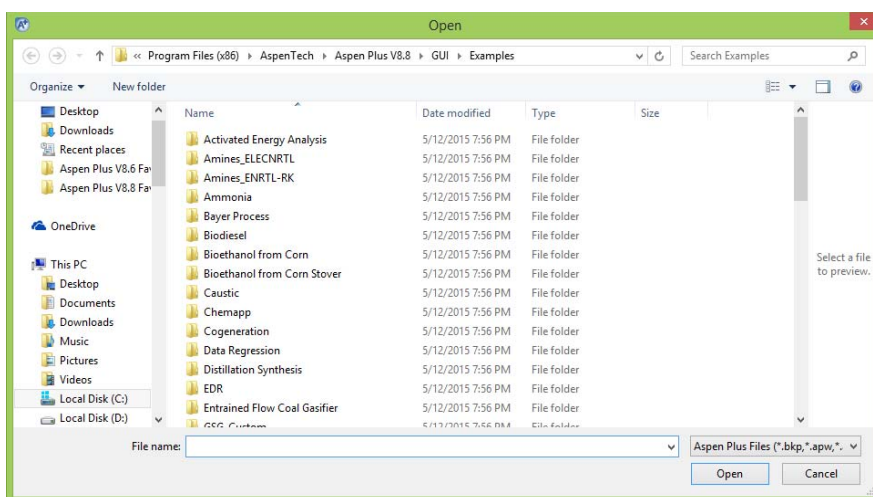 Open
« Program Files (x86) ▸ AspenTech ▸ Aspen Plus V8.8 ▸ GUI ▸ Examples
Search Examples
Organize New folder
Desktop
Downloads
Recent places
Aspen Plus V8.6 Fav
Aspen Plus V8.8 Fav
OneDrive
This PC
Desktop
Documents
Downloads
Music
Pictures
Videos
Local Disk (C:)
Local Disk (D:)
Name Date modified Type Size
Activated Energy Analysis 5/12/2015 7:56 PM File folder
Amines_ELECNRTL 5/12/2015 7:56 PM File folder
Amines_ENRTL-RK 5/12/2015 7:56 PM File folder
Ammonia 5/12/2015 7:56 PM File folder
Bayer Process 5/12/2015 7:56 PM File folder
Biodiesel 5/12/2015 7:56 PM File folder
Bioethanol from Corn 5/12/2015 7:56 PM File folder
Bioethanol from Corn Stover 5/12/2015 7:56 PM File folder
Caustic 5/12/2015 7:56 PM File folder
Chemapp 5/12/2015 7:56 PM File folder
Cogeneration 5/12/2015 7:56 PM File folder
Data Regression 5/12/2015 7:56 PM File folder
Distillation Synthesis 5/12/2015 7:56 PM File folder
EDR 5/12/2015 7:56 PM File folder
Entrained Flow Coal Gasifier 5/12/2015 7:56 PM File folder
5/12/2015 7:56 PM File folder
Select a file
to preview.
File name:
Aspen Plus Files (*.bkp,*.apw,*.
Open Cancel